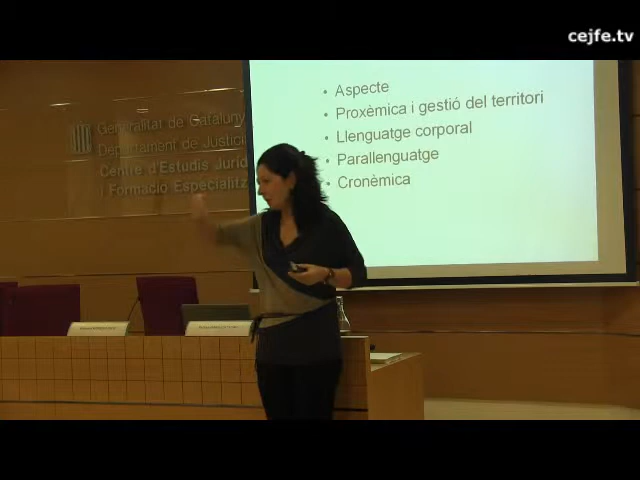 cejfe.tv
• Aspecte
• Proxèmica i gestió del territori
• Llenguatge corporal
• Parallenguatge
• Cronèmica
Generalitat de Catalunya
Departament de Justíci
Centre d'Estudis Juríd
i Formació Especialitz